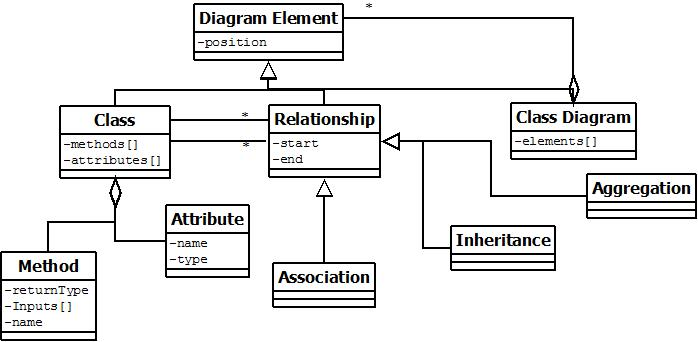 Diagram Element
-position
*
Class
-methods[]
-attributes[]
*
*
Relationship
-start
-end
Class Diagram
-elements[]
Aggregation
Attribute
-name
-type
Inheritance
Method
-returnType
-Inputs[]
-name
Association